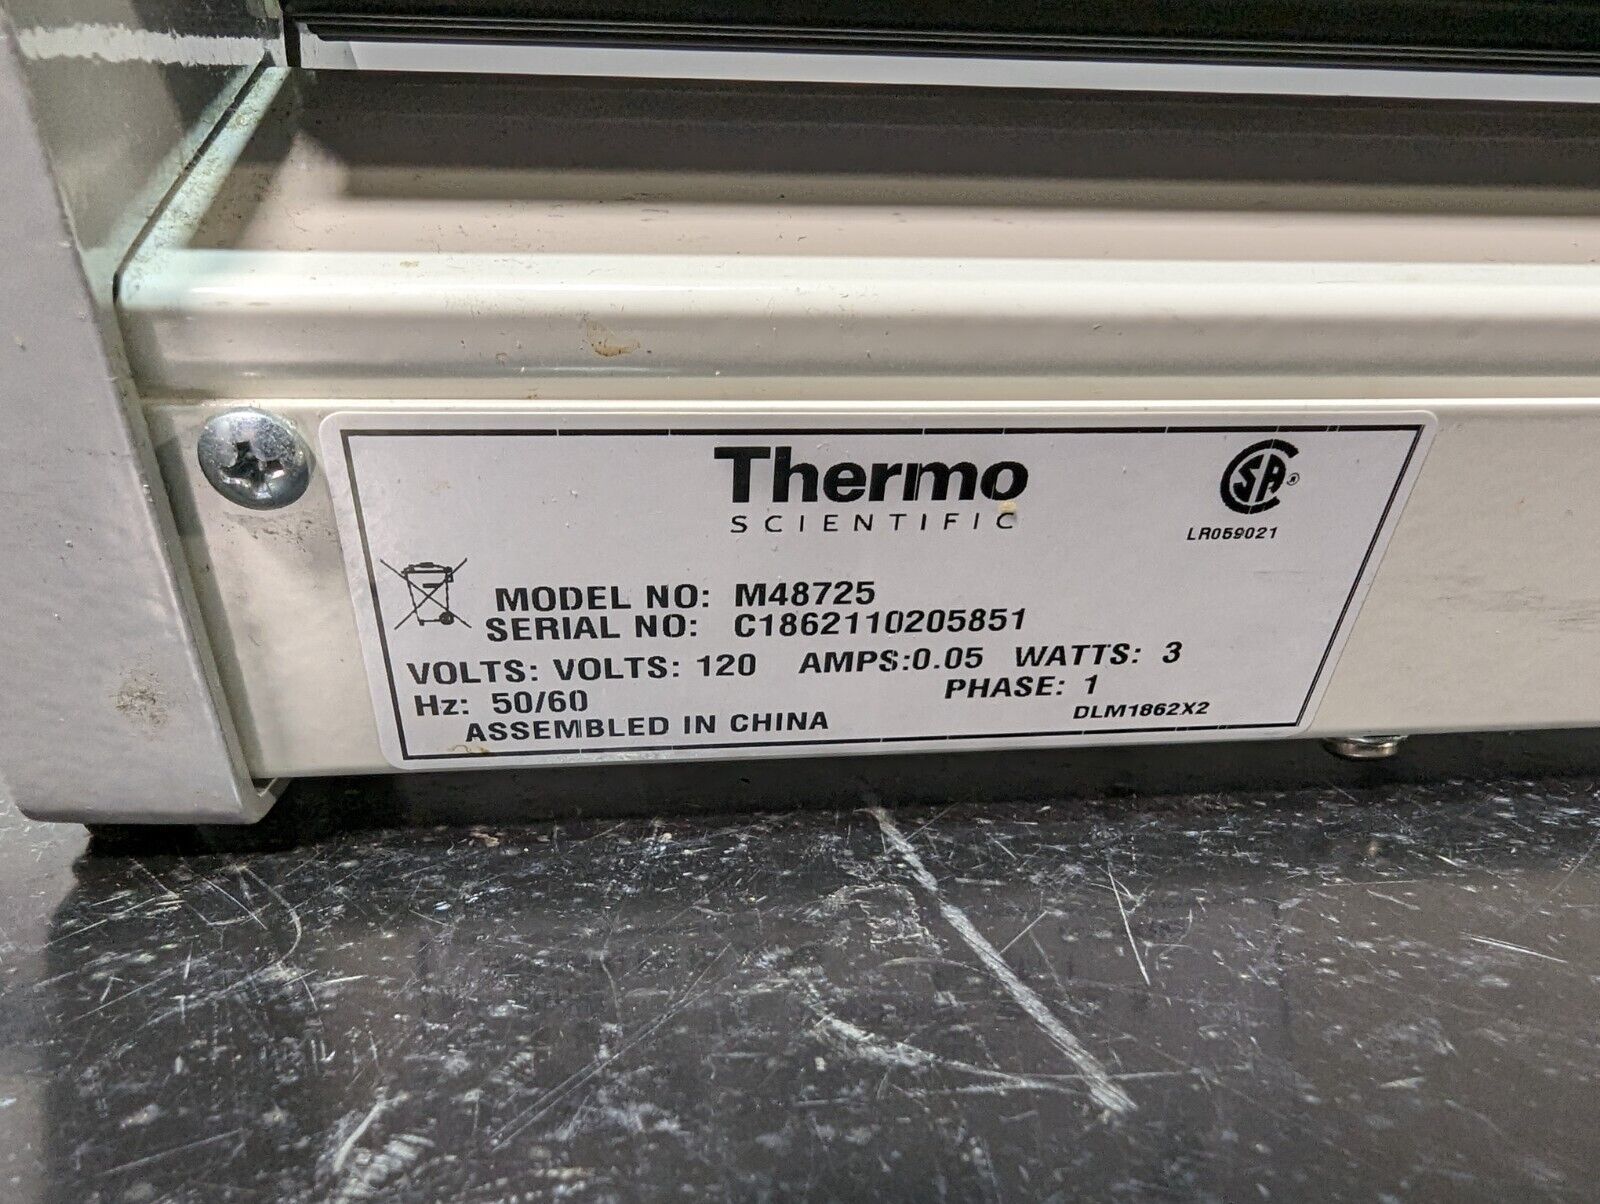 Thermo
SCIENTIFIC
CSA ®
LR059021
MODEL NO: M48725
SERIAL NO: C1862110205851
VOLTS: VOLTS: 120 AMPS:0.05 WATTS: 3
Hz: 50/60 PHASE: 1
ASSEMBLED IN CHINA DLM1862X2